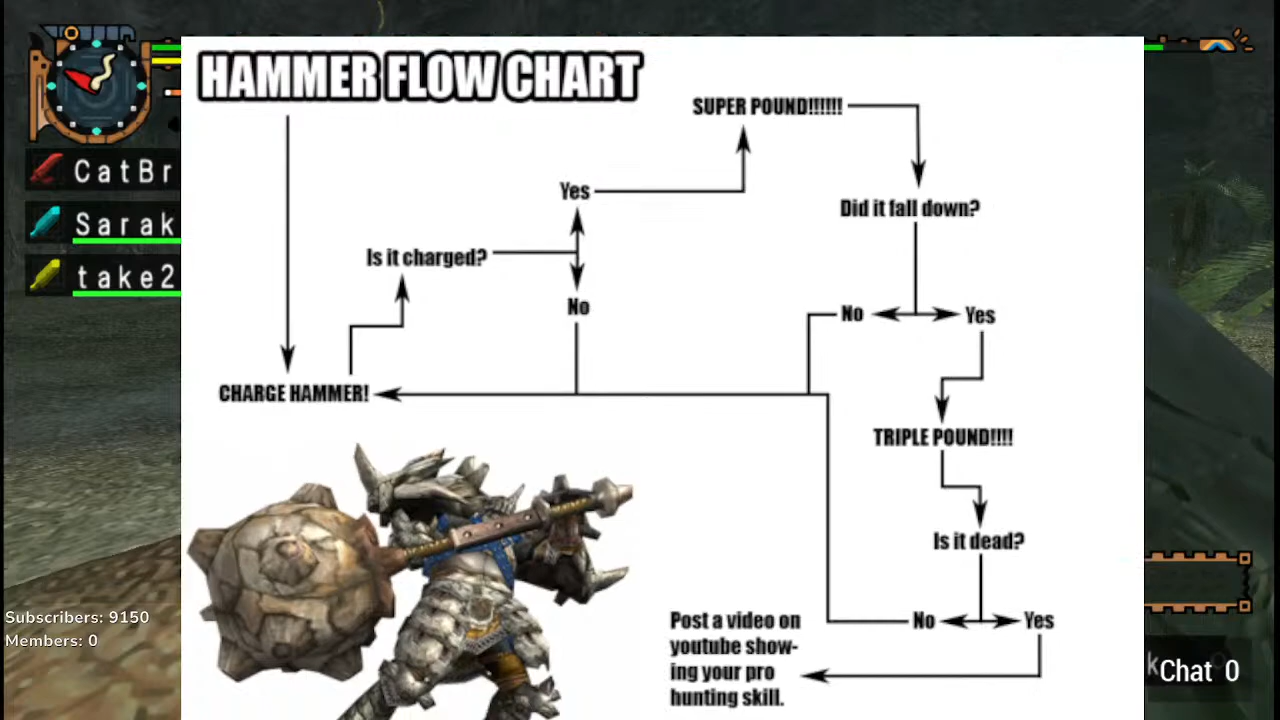 HAMMER FLOW CHART
SUPER POUND!!!!!!
CatBr
Yes
Did it fall down?
Sarak
Is it charged?
take2
No
No
Yes
CHARGE HAMMER!
TRIPLE POUND!!!!
Is it dead?
Subscribers: 9150
Members: 0
Post a video on
youtube show-
ing your pro
hunting skill.
No
Yes
Chat 0